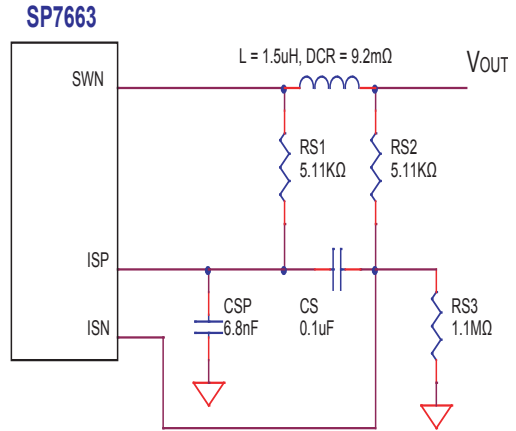 SP7663
SWN
L = 1.5uH, DCR = 9.2mΩ
VOUT
RS1
5.11KΩ
RS2
5.11KΩ
ISP
CSP
6.8nF
CS
0.1uF
RS3
1.1MΩ
ISN